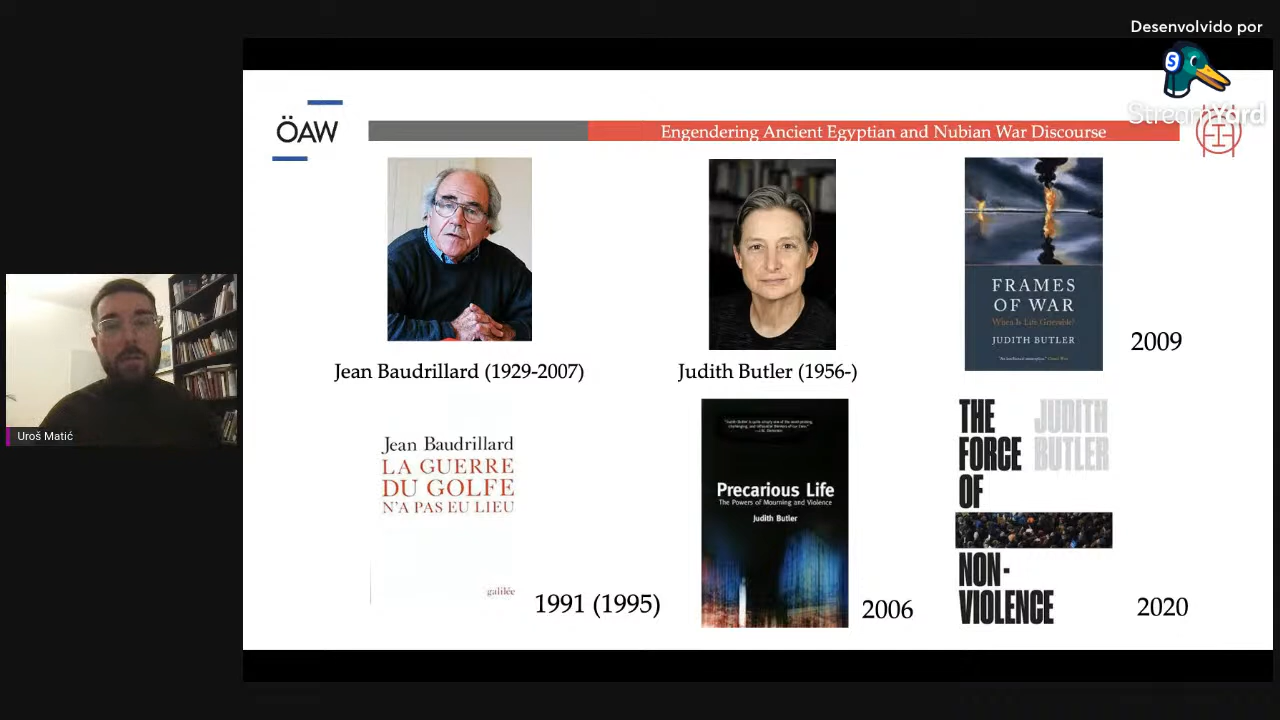 Desenvolvido por
StreamYard
ÖAW
Engendering Ancient Egyptian and Nubian War Discourse
Jean Baudrillard (1929-2007)
Judith Butler (1956-)
FRAMES
OF WAR
When Is Life Grievable?
JUDITH BUTLER
2009
Uroš Matić
Jean Baudrillard
LA GUERRE
DU GOLFE
N'A PAS EU LIEU
galilée
1991 (1995)
Precarious Life
The Powers of Mourning and Violence
Judith Butler
2006
THE
FORCE
OF
NON-
VIOLENCE
JUDITH
BUTLER
2020